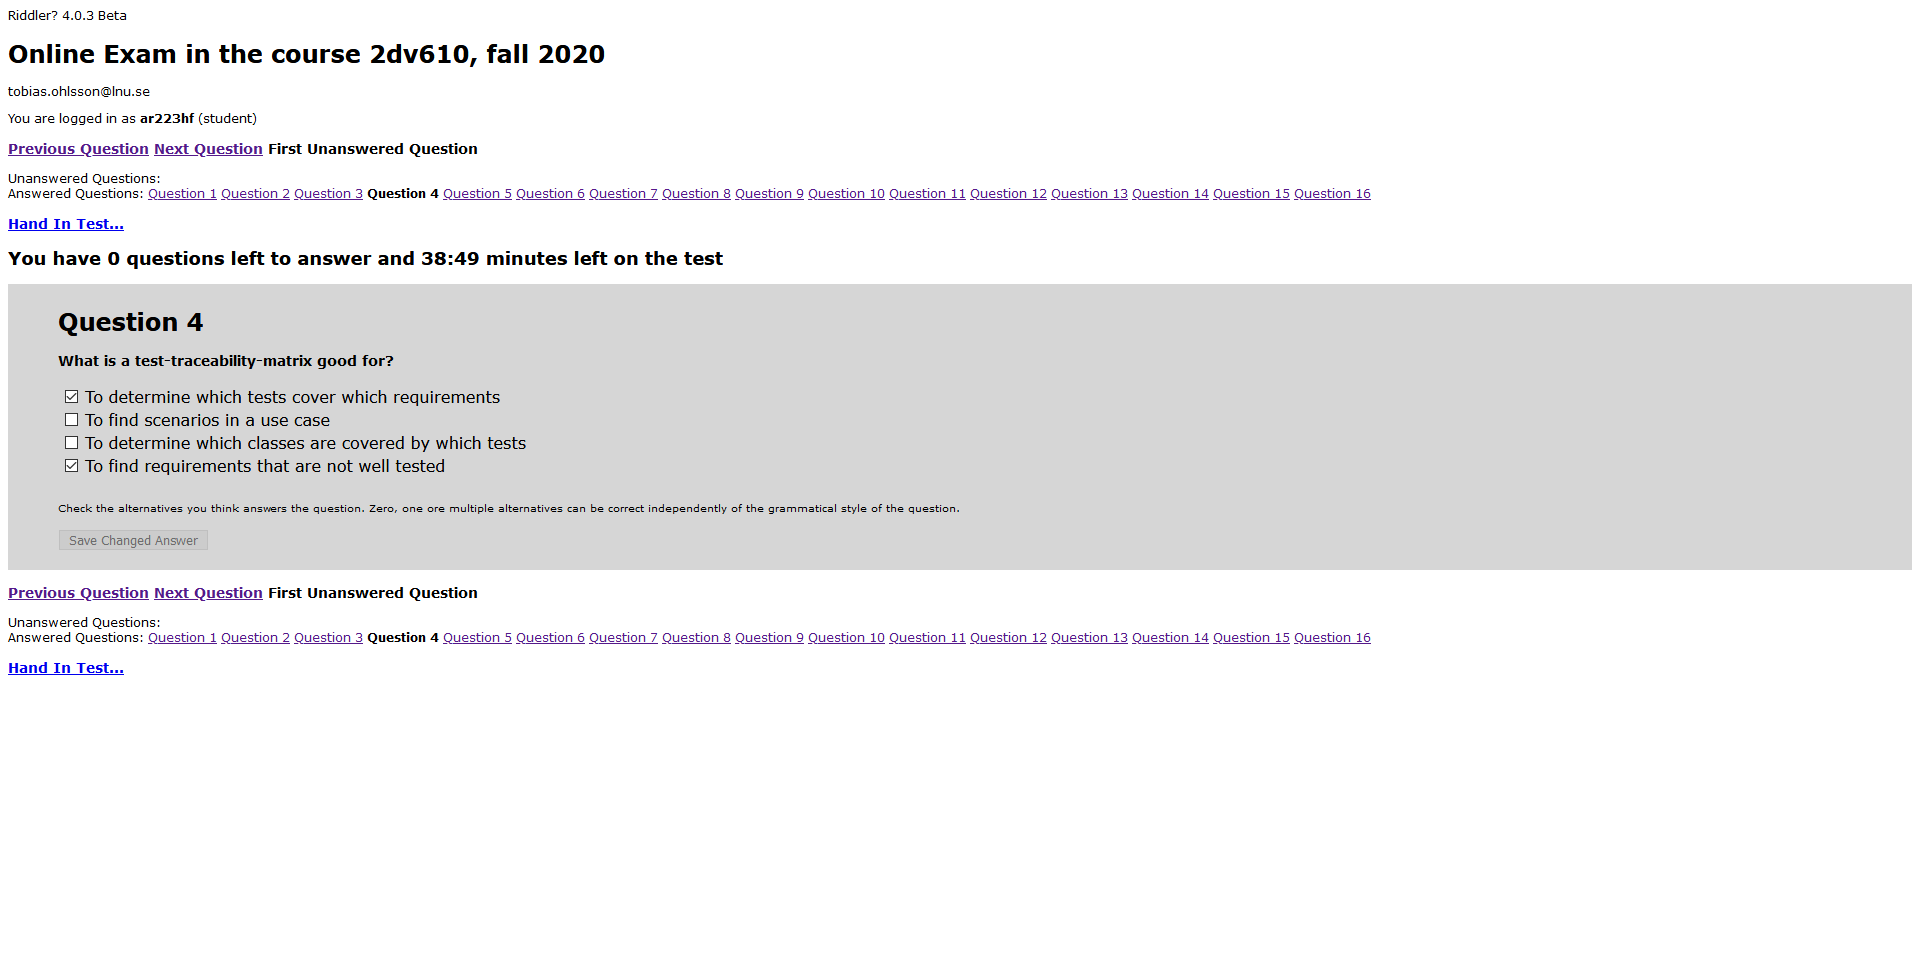 Riddler? 4.0.3 Beta
Online Exam in the course 2dv610, fall 2020
tobias.ohlsson@lnu.se
You are logged in as ar223hf (student)
Previous Question Next Question First Unanswered Question
Unanswered Questions:
Answered Questions: Question 1 Question 2 Question 3 Question 4 Question 5 Question 6 Question 7 Question 8 Question 9 Question 10 Question 11 Question 12 Question 13 Question 14 Question 15 Question 16
Hand In Test...
You have 0 questions left to answer and 38:49 minutes left on the test
Question 4
What is a test-traceability-matrix good for?
To determine which tests cover which requirements
To find scenarios in a use case
To determine which classes are covered by which tests
To find requirements that are not well tested
Check the alternatives you think answers the question. Zero, one ore multiple alternatives can be correct independently of the grammatical style of the question.
Save Changed Answer
Previous Question Next Question First Unanswered Question
Unanswered Questions:
Answered Questions: Question 1 Question 2 Question 3 Question 4 Question 5 Question 6 Question 7 Question 8 Question 9 Question 10 Question 11 Question 12 Question 13 Question 14 Question 15 Question 16
Hand In Test...